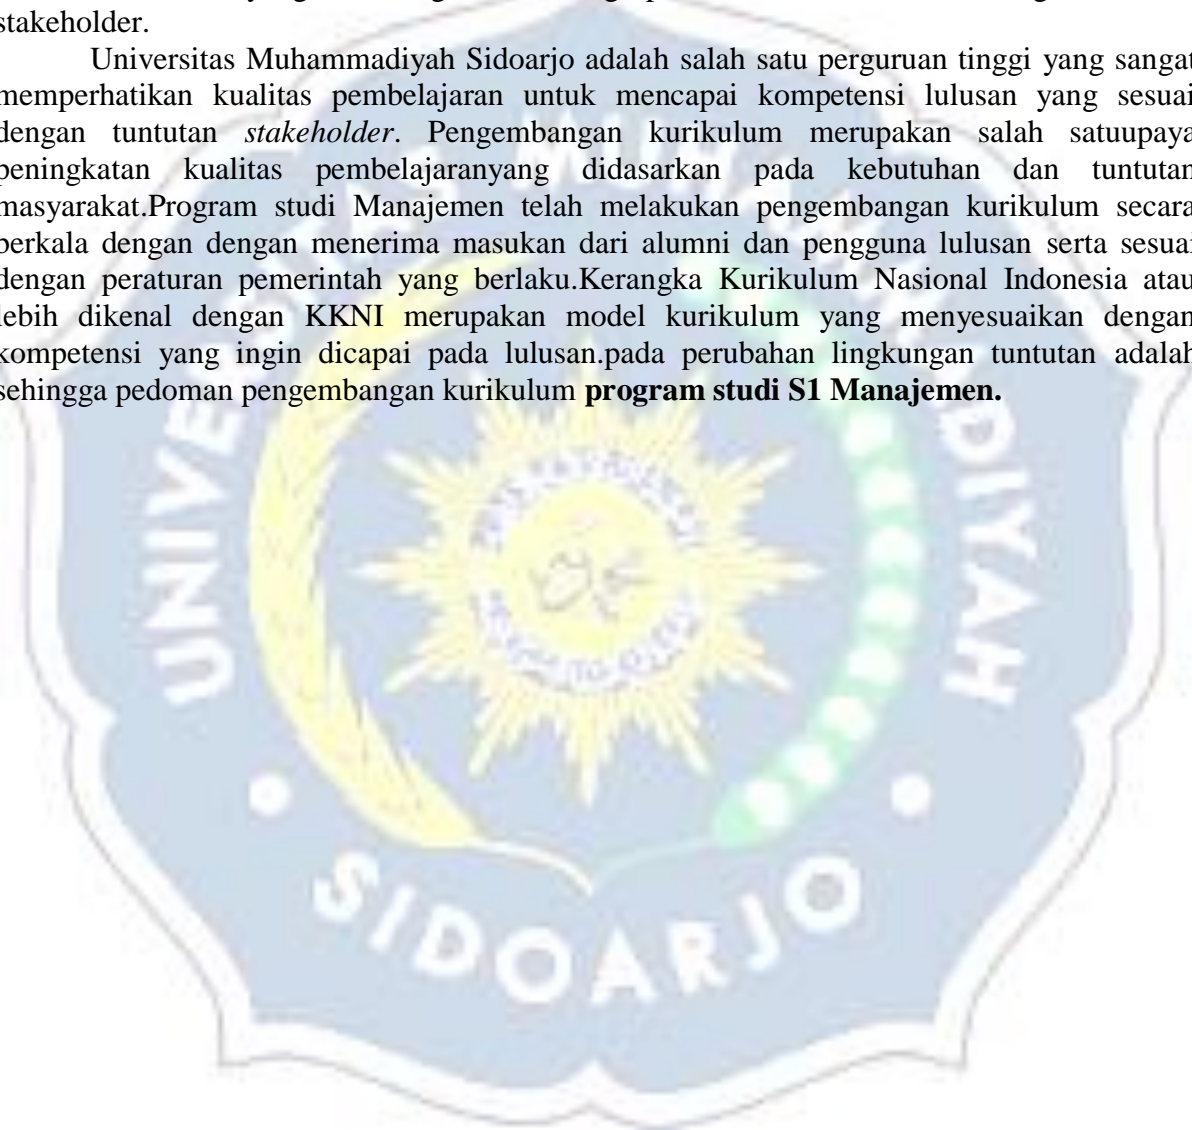 stakeholder.
Universitas Muhammadiyah Sidoarjo adalah salah satu perguruan tinggi yang sangat
memperhatikan kualitas pembelajaran untuk mencapai kompetensi lulusan yang sesuai
dengan tuntutan stakeholder. Pengembangan kurikulum merupakan salah satuupaya
peningkatan kualitas pembelajaranyang didasarkan pada kebutuhan dan tuntutan
masyarakat.Program studi Manajemen telah melakukan pengembangan kurikulum secara
berkala dengan dengan menerima masukan dari alumni dan pengguna lulusan serta sesuai
dengan peraturan pemerintah yang berlaku.Kerangka Kurikulum Nasional Indonesia atau
lebih dikenal dengan KKNI merupakan model kurikulum yang menyesuaikan dengan
kompetensi yang ingin dicapai pada lulusan.pada perubahan lingkungan tuntutan adalah
sehingga pedoman pengembangan kurikulum program studi S1 Manajemen.
SIDOARJO